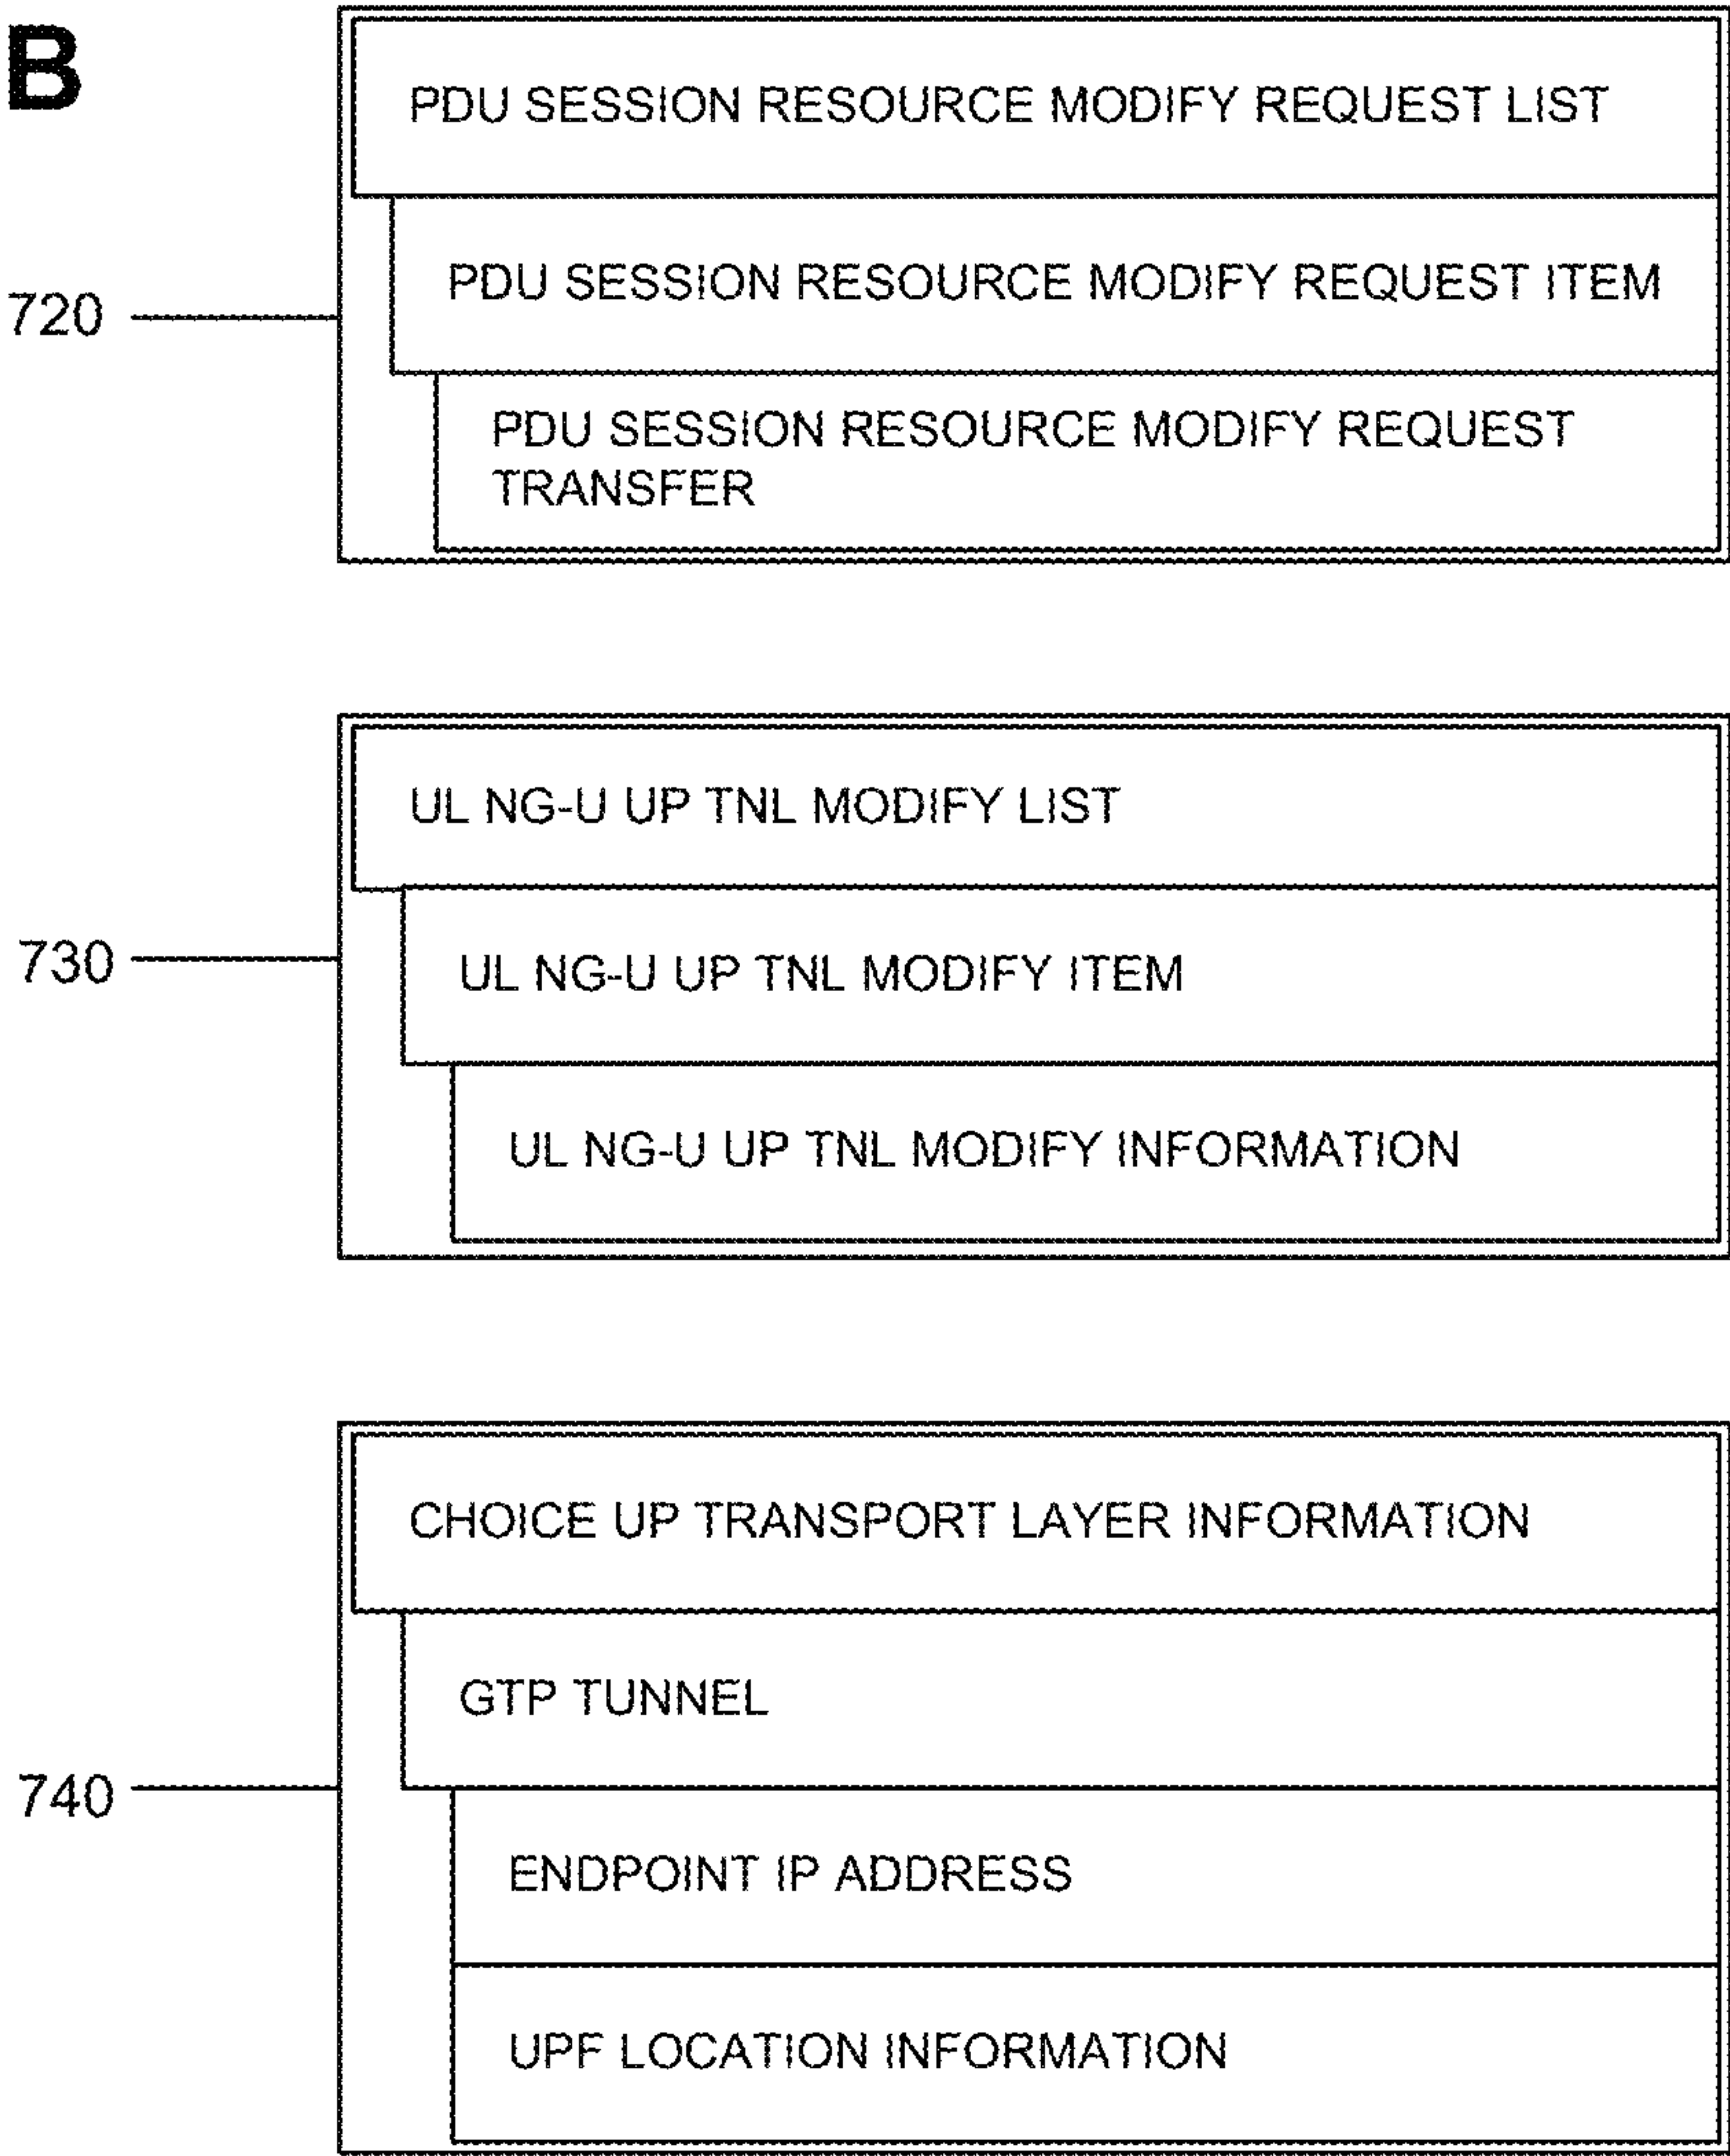 B
PDU SESSION RESOURCE MODIFY REQUEST LIST
PDU SESSION RESOURCE MODIFY REQUEST ITEM
720
PDU SESSION RESOURCE MODIFY REQUEST
TRANSFER
UL NG-U UP TNL MODIFY LIST
730
UL NG-U UP TNL MODIFY ITEM
UL NG-U UP TNL MODIFY INFORMATION
CHOICE UP TRANSPORT LAYER INFORMATION
GTP TUNNEL
740
ENDPOINT IP ADDRESS
UPF LOCATION INFORMATION